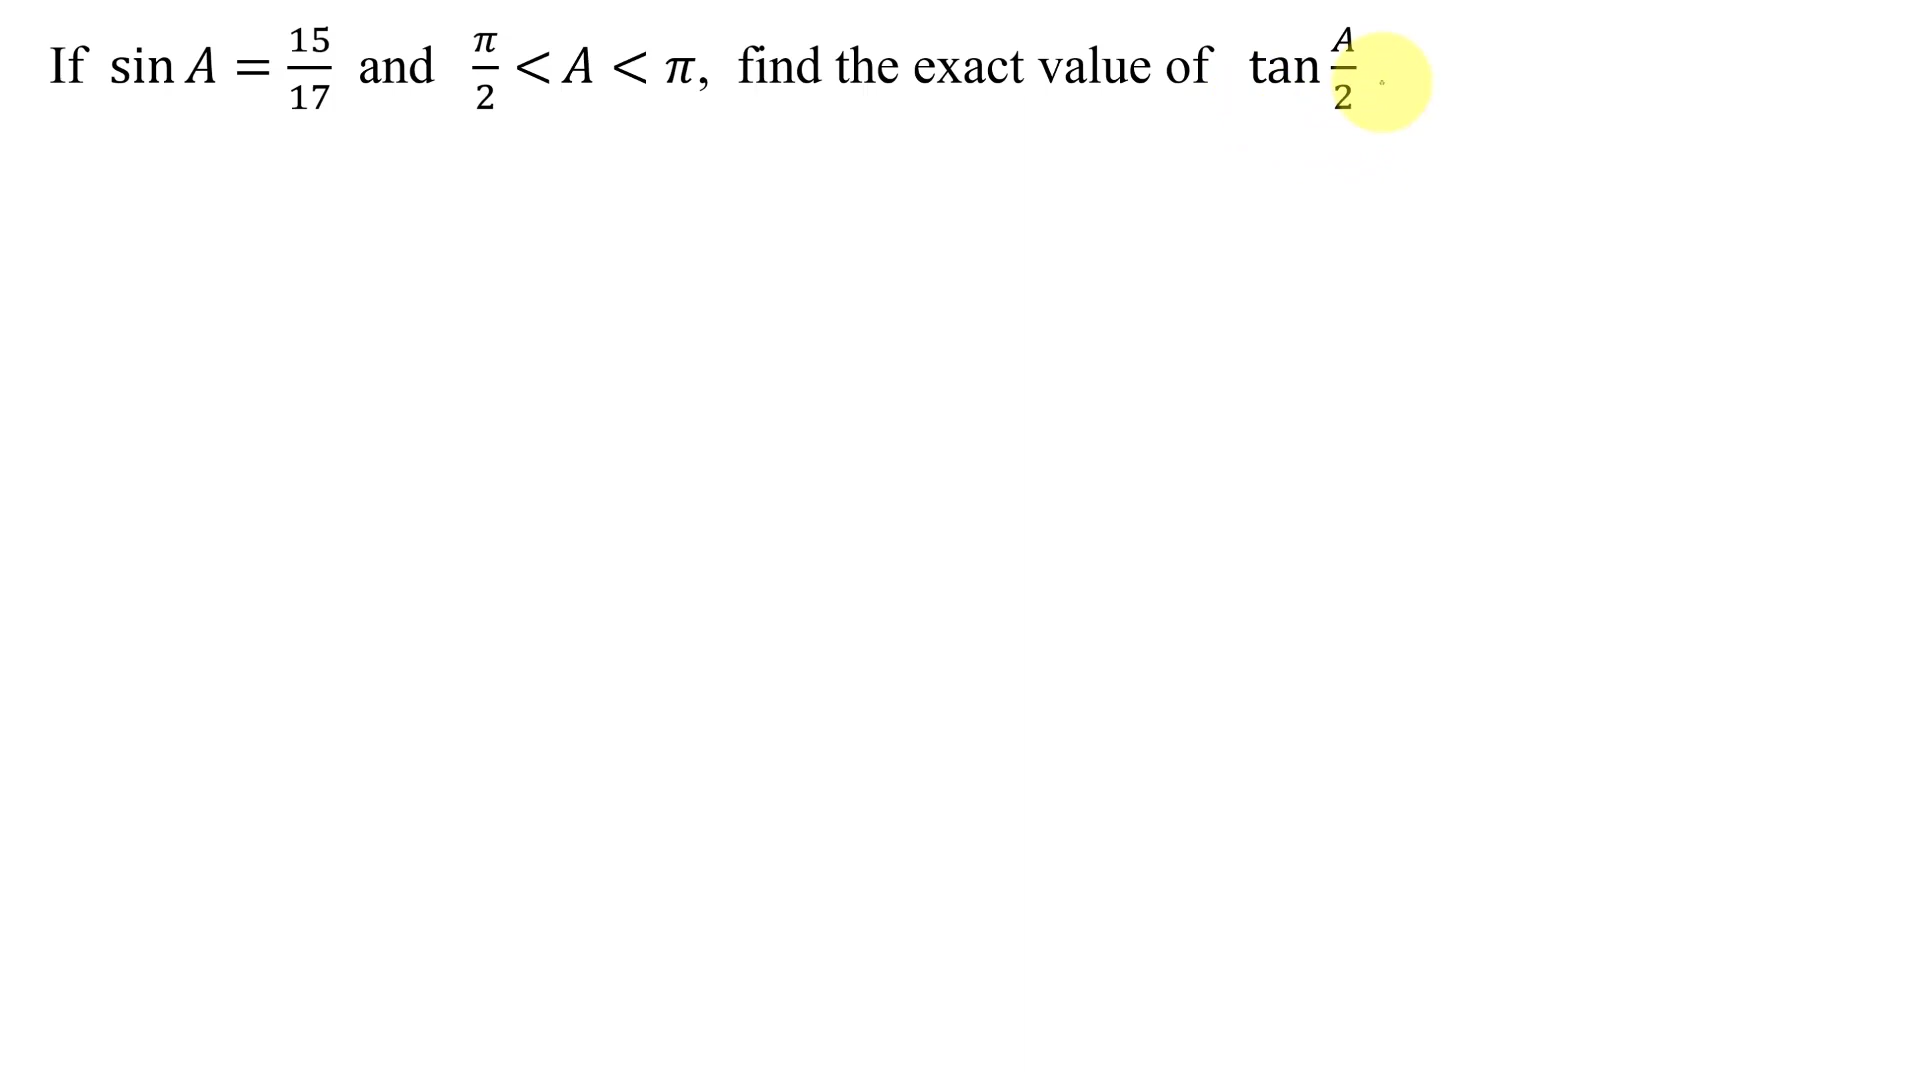 If sin A = 15/17 and π/2 < A < π, find the exact value of tan A/2 .